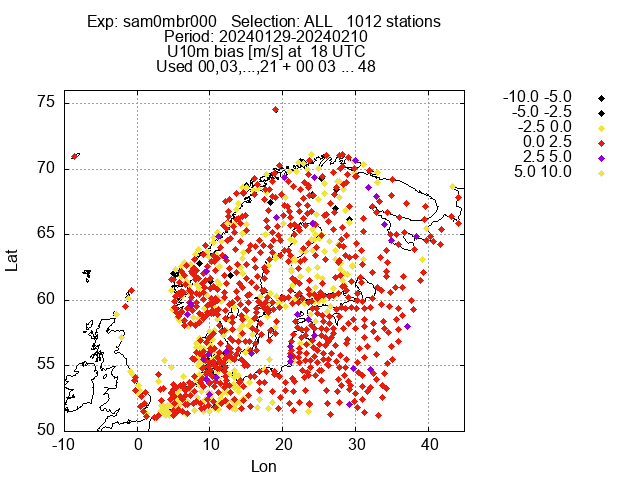 Exp: sam0mbr000   Selection: ALL   1012 stations
Period: 20240129-20240210
U10m bias [m/s] at  18 UTC
Used 00,03,...,21 + 00 03 ... 48
-10.0 -5.0
-5.0 -2.5
-2.5 0.0
0.0 2.5
2.5 5.0
5.0 10.0
75
70
65
60
55
50
Lat
-10 0 10 20 30 40
Lon